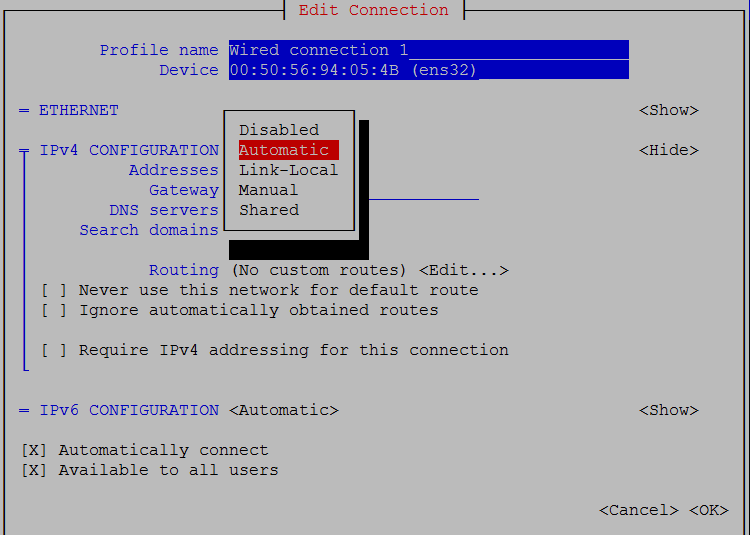 Edit Connection
Profile name Wired connection 1
Device 00:50:56:94:05:4B (ens32)
= ETHERNET <Show>
Disabled
IPv4 CONFIGURATION Automatic <Hide>
Addresses Link-Local
Gateway Manual
DNS servers Shared
Search domains
Routing (No custom routes) <Edit...>
[ ] Never use this network for default route
[ ] Ignore automatically obtained routes
[ ] Require IPv4 addressing for this connection
= IPv6 CONFIGURATION <Automatic> <Show>
[X] Automatically connect
[X] Available to all users
<Cancel> <OK>